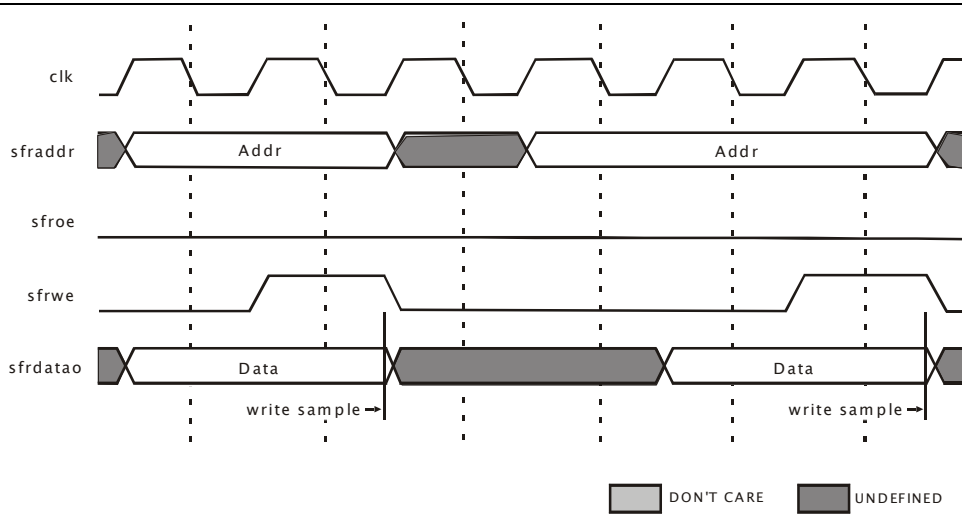 clk
sfraddr Addr Addr
sfroe
sfrwe
sfrdatao Data Data
write sample write sample
DON'T CARE UNDEFINED